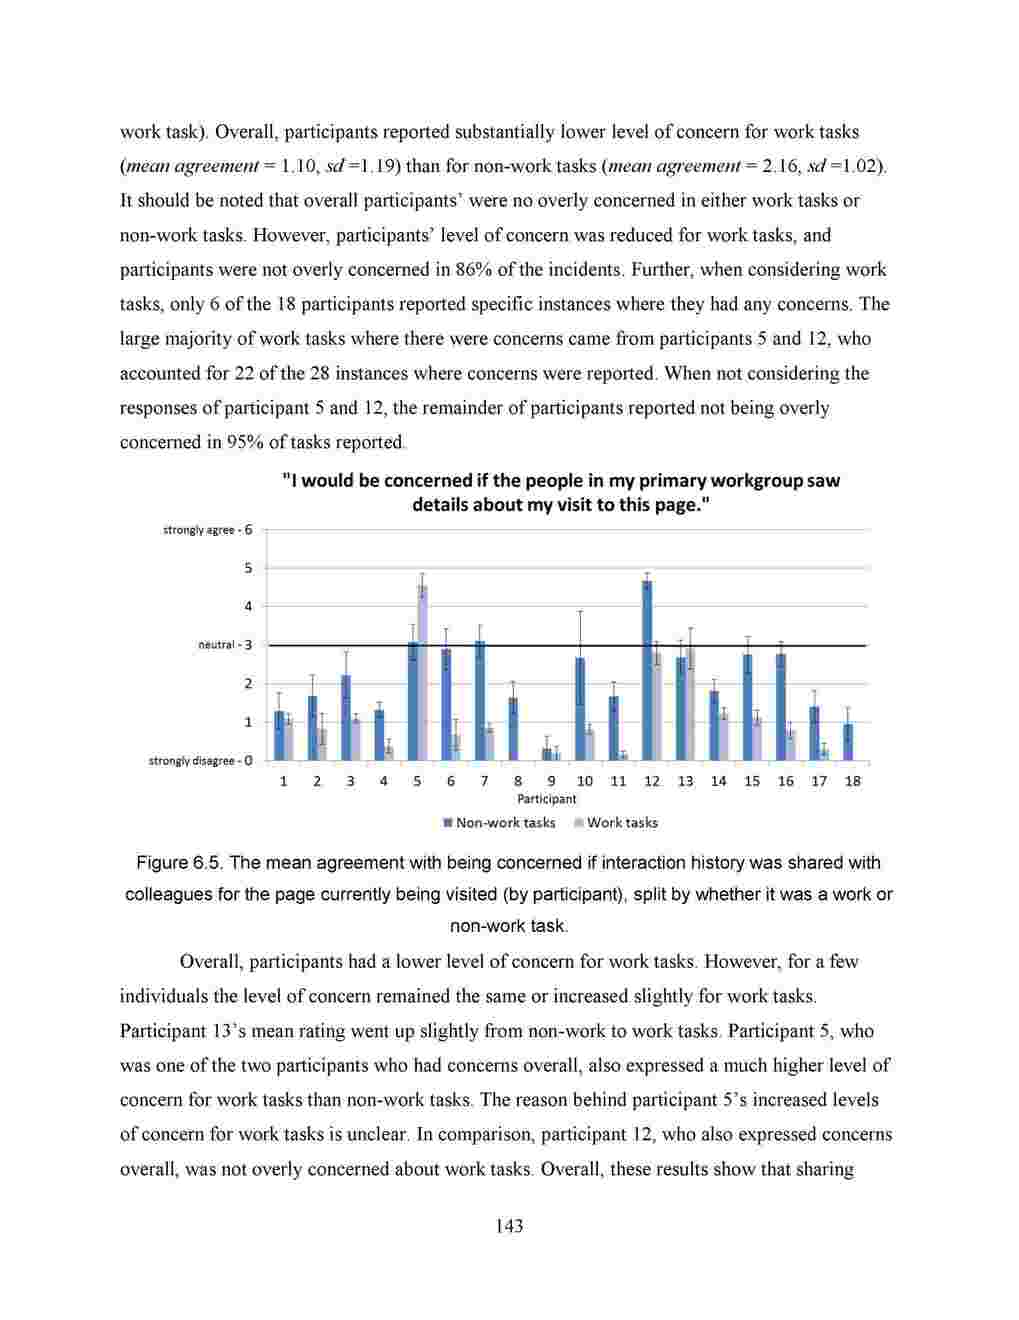 work task). Overall, participants reported substantially lower level of concern for work tasks
(mean agreement = 1.10, sd =1.19) than for non-work tasks (mean agreement = 2.16, sd =1.02).
It should be noted that overall participants’ were no overly concerned in either work tasks or
non-work tasks. However, participants’ level of concern was reduced for work tasks, and
participants were not overly concerned in 86% of the incidents. Further, when considering work
tasks, only 6 of the 18 participants reported specific instances where they had any concerns. The
large majority of work tasks where there were concerns came from participants 5 and 12, who
accounted for 22 of the 28 instances where concerns were reported. When not considering the
responses of participant 5 and 12, the remainder of participants reported not being overly
concerned in 95% of tasks reported.
"I would be concerned if the people in my primary workgroup saw
details about my visit to this page."
strongly agree - 6
5
4
neutral - 3
2
1
strongly disagree - 0
1 2 3 4 5 6 7 8 9 10 11 12 13 14 15 16 17 18
Participant
Non-work tasks Work tasks
Figure 6.5. The mean agreement with being concerned if interaction history was shared with
colleagues for the page currently being visited (by participant), split by whether it was a work or
non-work task.
Overall, participants had a lower level of concern for work tasks. However, for a few
individuals the level of concern remained the same or increased slightly for work tasks.
Participant 13’s mean rating went up slightly from non-work to work tasks. Participant 5, who
was one of the two participants who had concerns overall, also expressed a much higher level of
concern for work tasks than non-work tasks. The reason behind participant 5’s increased levels
of concern for work tasks is unclear. In comparison, participant 12, who also expressed concerns
overall, was not overly concerned about work tasks. Overall, these results show that sharing
143